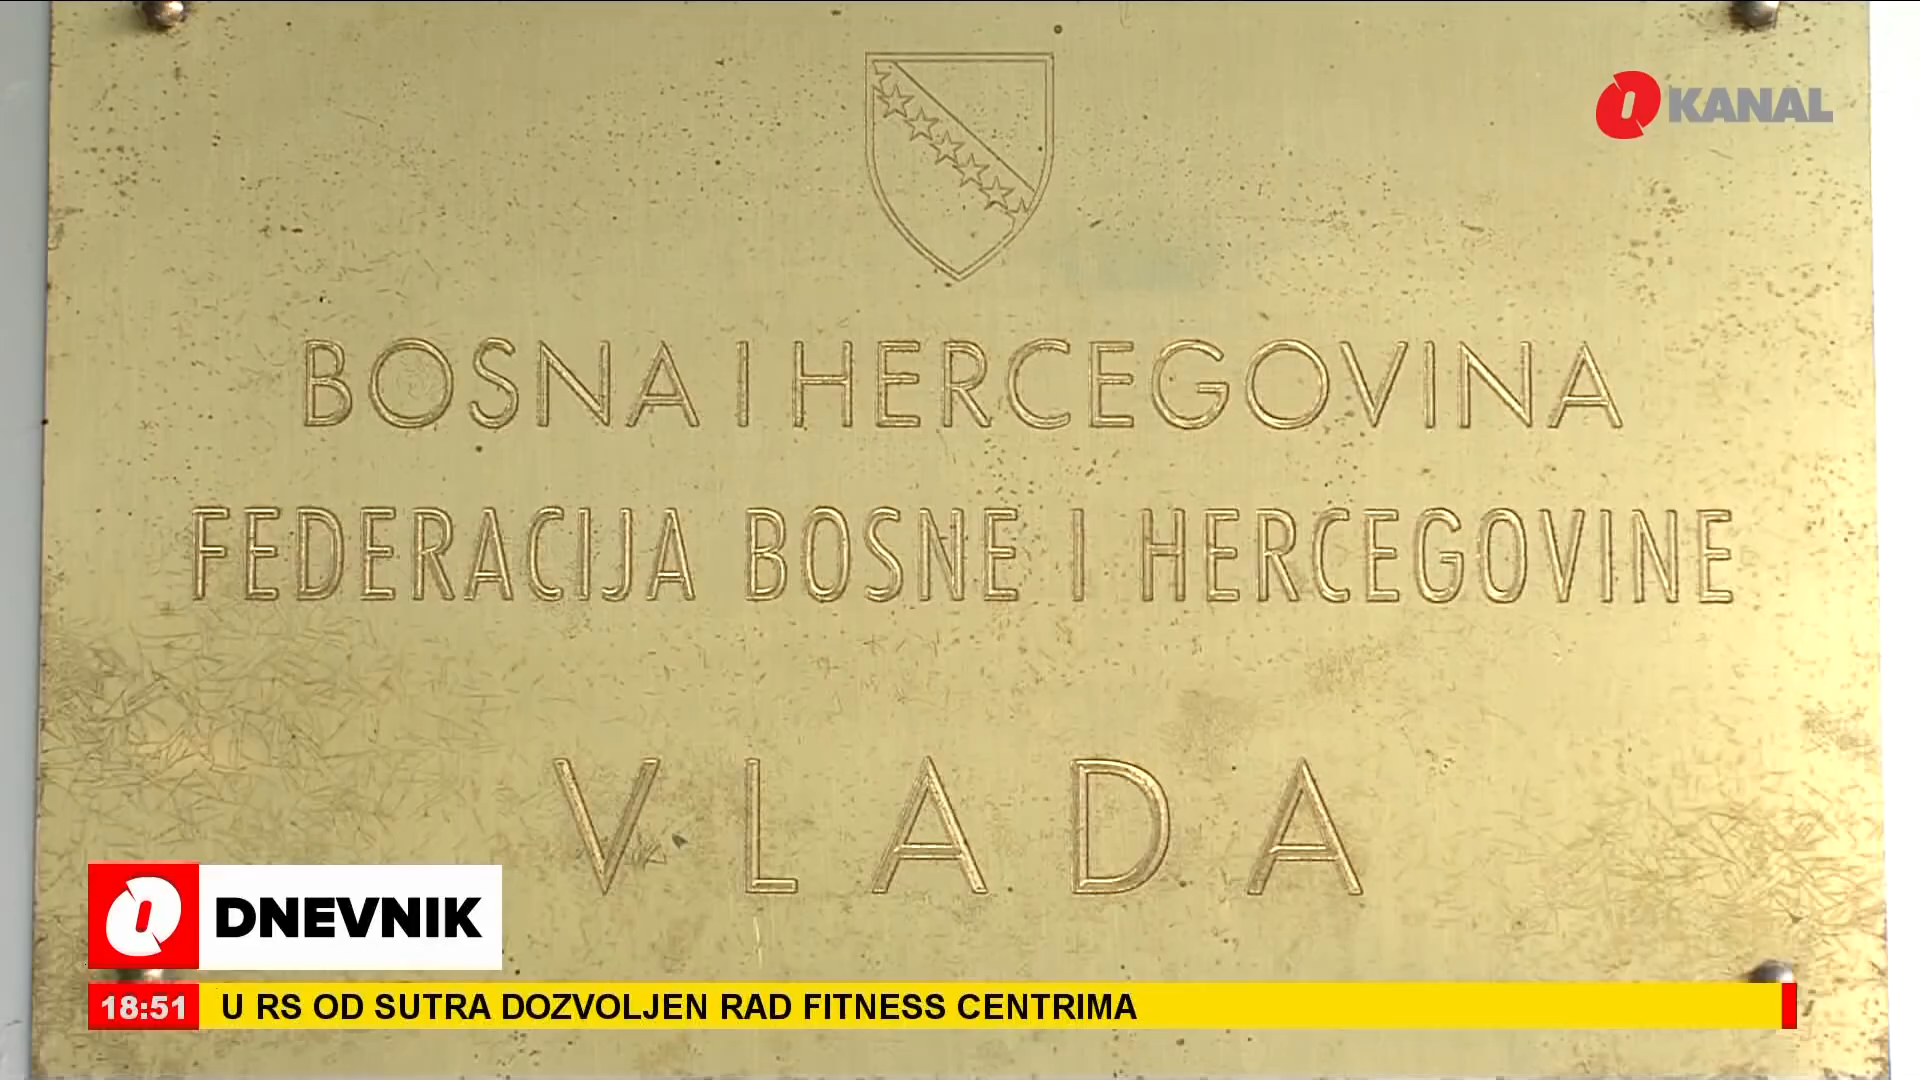 O KANAL
BOSNA I HERCEGOVINA
FEDERACIJA BOSNE I HERCEGOVINE
VLADA
O DNEVNIK
18:51 U RS OD SUTRA DOZVOLJEN RAD FITNESS CENTRIMA